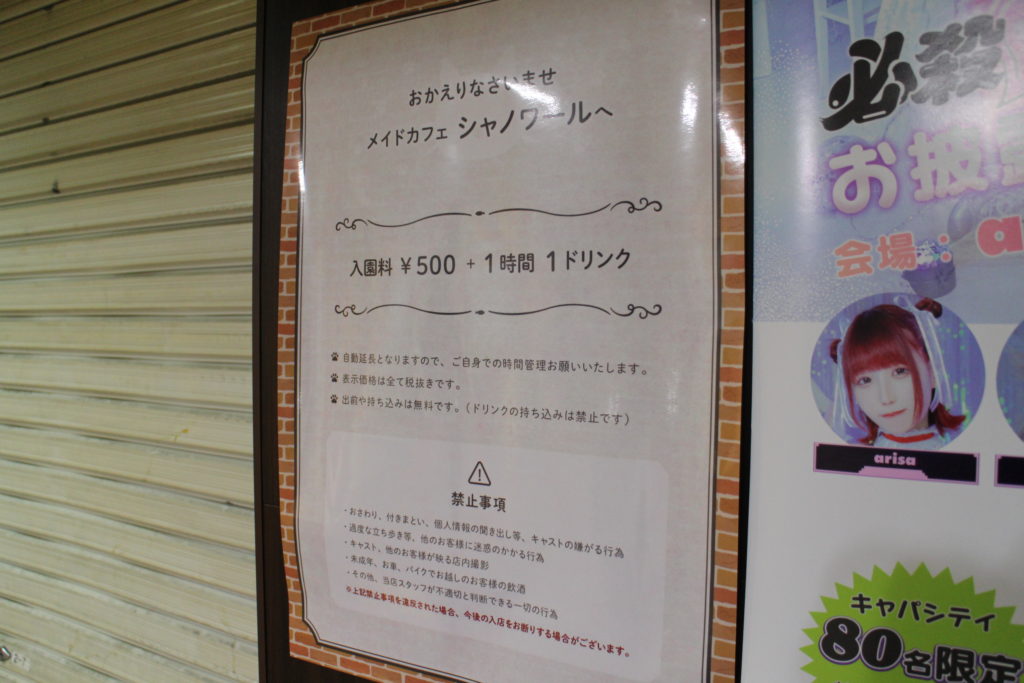 おかえりなさいませ
メイドカフェ シャノワールへ
入園料 ¥500 + 1時間 1ドリンク
自動延長となりますので、ご自身での時間管理お願いいたします。
表示価格は全て税抜きです。
出前や持ち込みは無料です。(ドリンクの持ち込みは禁止です)
禁止事項
・おさわり、付きまとい、個人情報の聞き出し等、キャストの嫌がる行為
・過度な立ち歩き等、他のお客様に迷惑のかかる行為
・キャスト、他のお客様が映る店内撮影
・未成年、お車、バイクでお越しのお客様の飲酒
・その他、当店スタッフが不適切と判断できる一切の行為
※上記禁止事項を違反された場合、今後の入店をお断りする場合がございます。
必殺
お披
会場：a
arisa
キャパシティ
80名限定